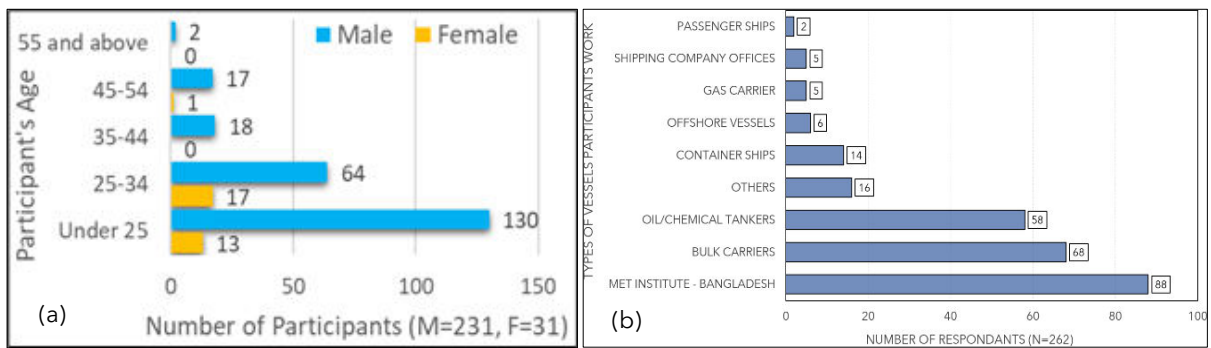 55 and above
45-54
35-44
25-34
Under 25
Participant's Age
Male
Female
2
0
17
1
18
0
64
17
130
13
0
50
100
150
Number of Participants (M=231, F=31)
(a)
TYPES OF VESSELS PARTICIPANTS WORK
PASSENGER SHIPS
SHIPPING COMPANY OFFICES
GAS CARRIER
OFFSHORE VESSELS
CONTAINER SHIPS
OTHERS
OIL/CHEMICAL TANKERS
BULK CARRIERS
MET INSTITUTE - BANGLADESH
2
5
5
6
14
16
58
68
88
0
20
40
60
80
100
NUMBER OF RESPONDANTS (N=262)
(b)